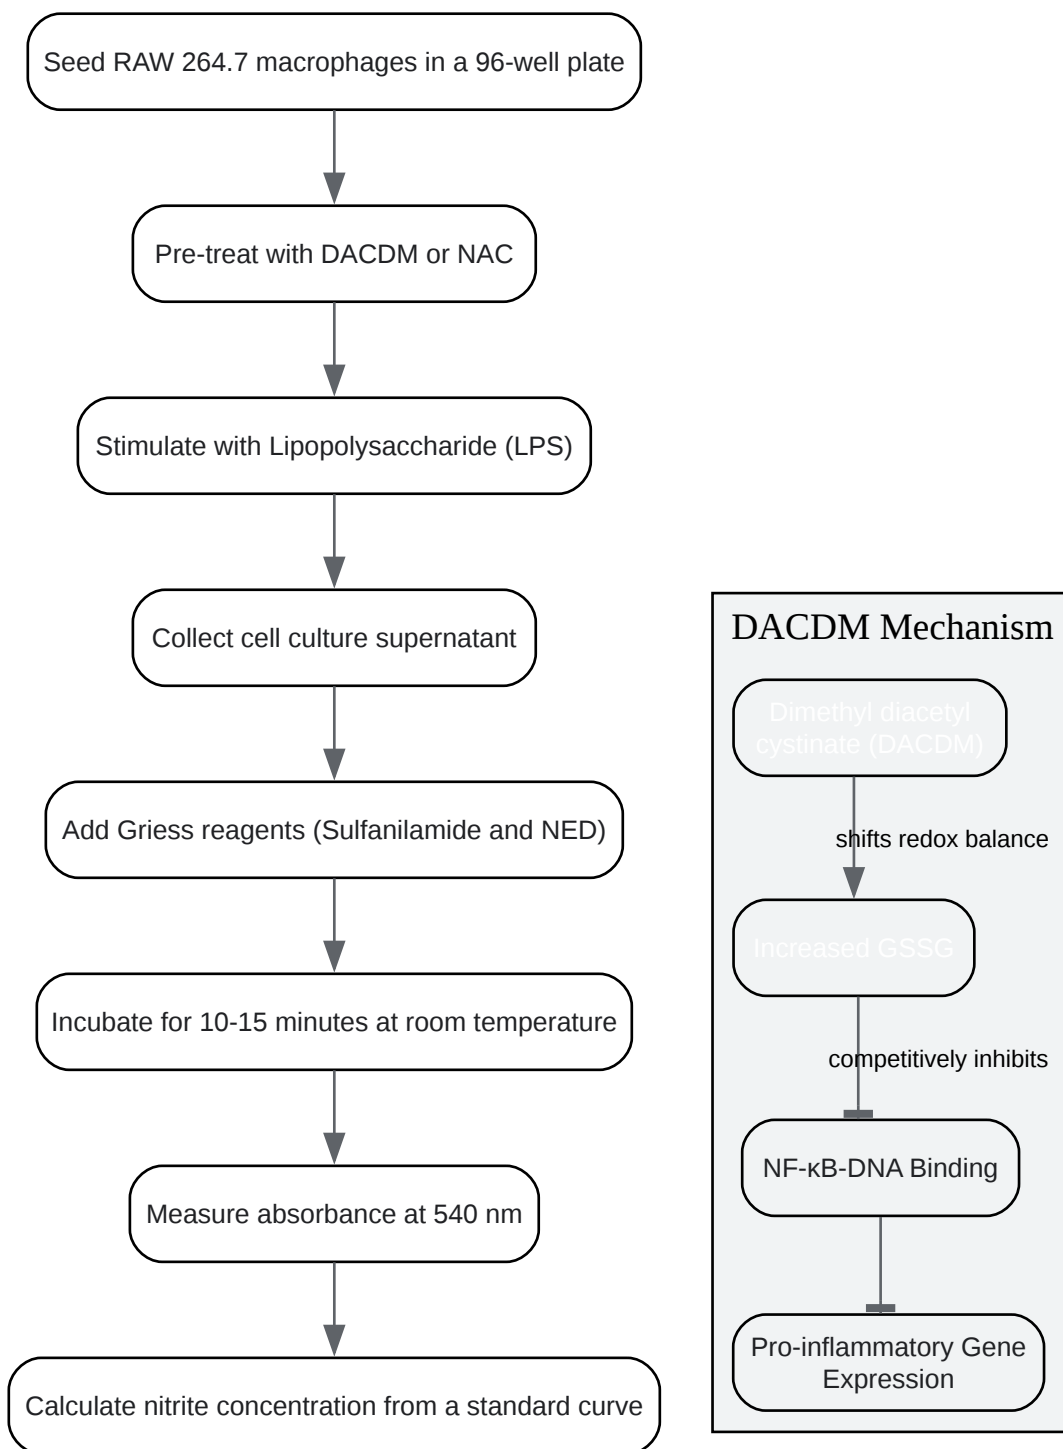 Seed RAW 264.7 macrophages in a 96-well plate
Pre-treat with DACDM or NAC
Stimulate with Lipopolysaccharide (LPS)
Collect cell culture supernatant
Add Griess reagents (Sulfanilamide and NED)
Incubate for 10-15 minutes at room temperature
Measure absorbance at 540 nm
Calculate nitrite concentration from a standard curve
DACDM Mechanism
Dimethyl diacetyl
cystinate (DACDM)
shifts redox balance
Increased GSSG
competitively inhibits
NF-κB-DNA Binding
Pro-inflammatory Gene
Expression